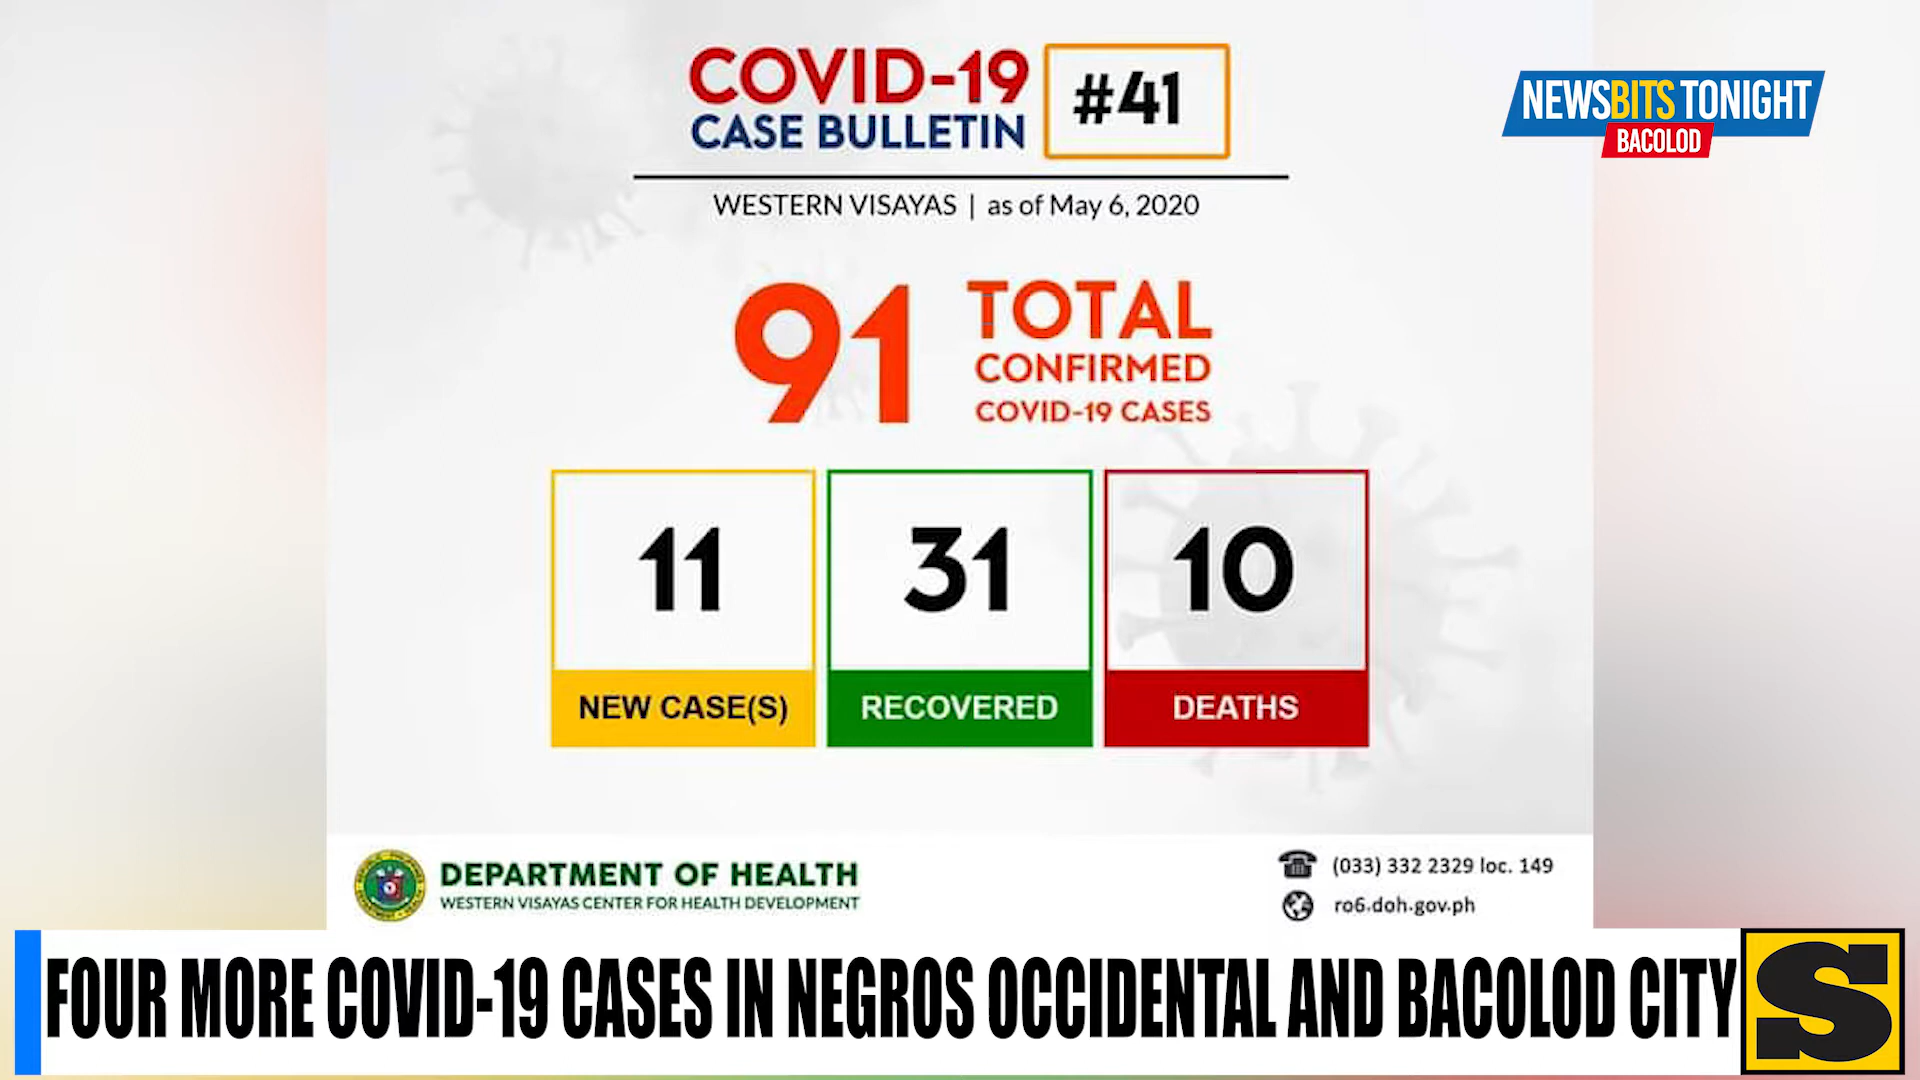 COVID-19
CASE BULLETIN
#41
NEWSBITS TONIGHT
BACOLOD
WESTERN VISAYAS | as of May 6, 2020
91
TOTAL
CONFIRMED
COVID-19 CASES
11
NEW CASE(S)
31
RECOVERED
10
DEATHS
DEPARTMENT OF HEALTH
WESTERN VISAYAS CENTER FOR HEALTH DEVELOPMENT
(033) 332 2329 loc. 149
ro6.doh.gov.ph
FOUR MORE COVID-19 CASES IN NEGROS OCCIDENTAL AND BACOLOD CITY
S